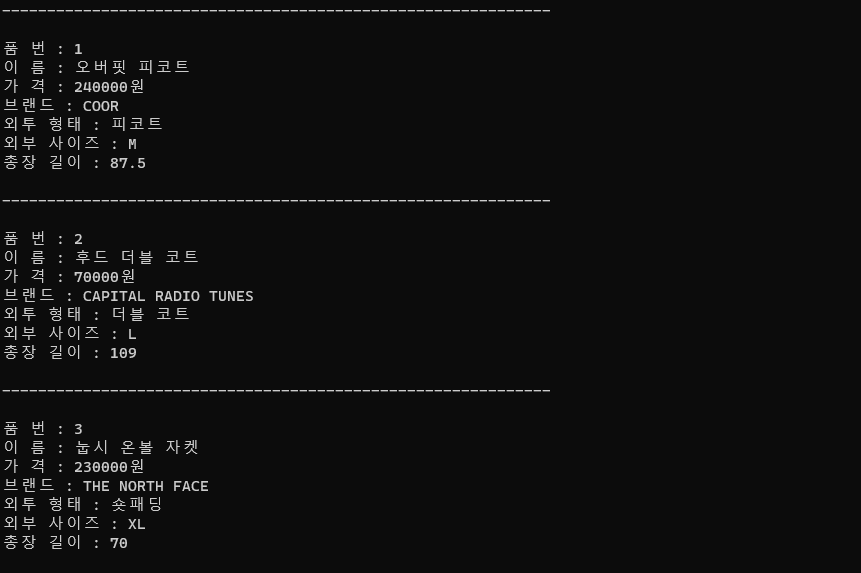 -------------------------------------------------------------
품 번 : 1
이 름 : 오버핏 피코트
가 격 : 240000원
브랜드 : COOR
외투 형태 : 피코트
외부 사이즈 : M
총장 길이 : 87.5
-------------------------------------------------------------
품 번 : 2
이 름 : 후드 더블 코트
가 격 : 70000원
브랜드 : CAPITAL RADIO TUNES
외투 형태 : 더블 코트
외부 사이즈 : L
총장 길이 : 109
-------------------------------------------------------------
품 번 : 3
이 름 : 눕시 온볼 자켓
가 격 : 230000원
브랜드 : THE NORTH FACE
외투 형태 : 숏패딩
외부 사이즈 : XL
총장 길이 : 70